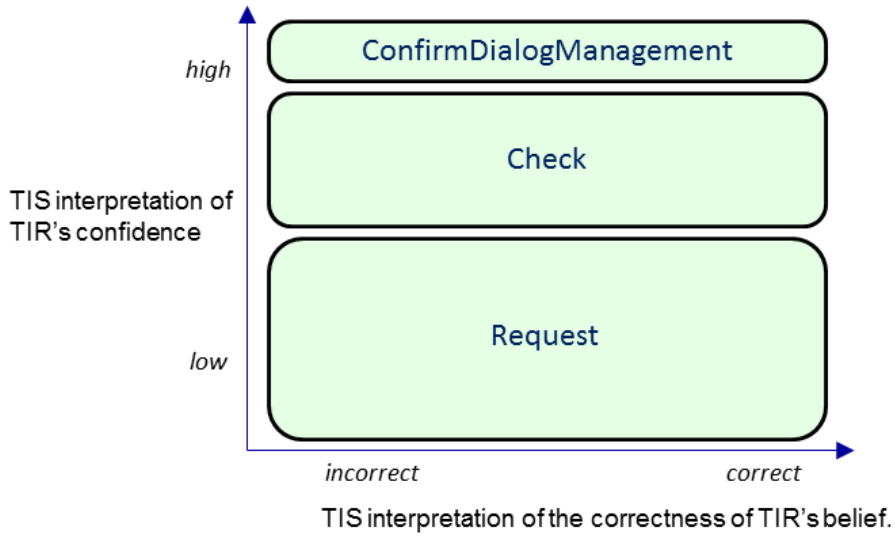 ConfirmDialogManagement
high
Check
TIS interpretation of
TIR's confidence
Request
low
incorrect correct
TIS interpretation of the correctness of TIR's belief.